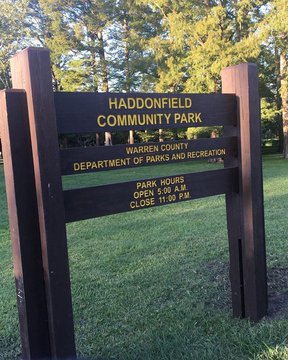 HADDONFIELD
COMMUNITY PARK
WARREN COUNTY
DEPARTMENT OF PARKS AND RECREATION
PARK HOURS
OPEN 5:00 A.M.
CLOSE 11:00 P.M.